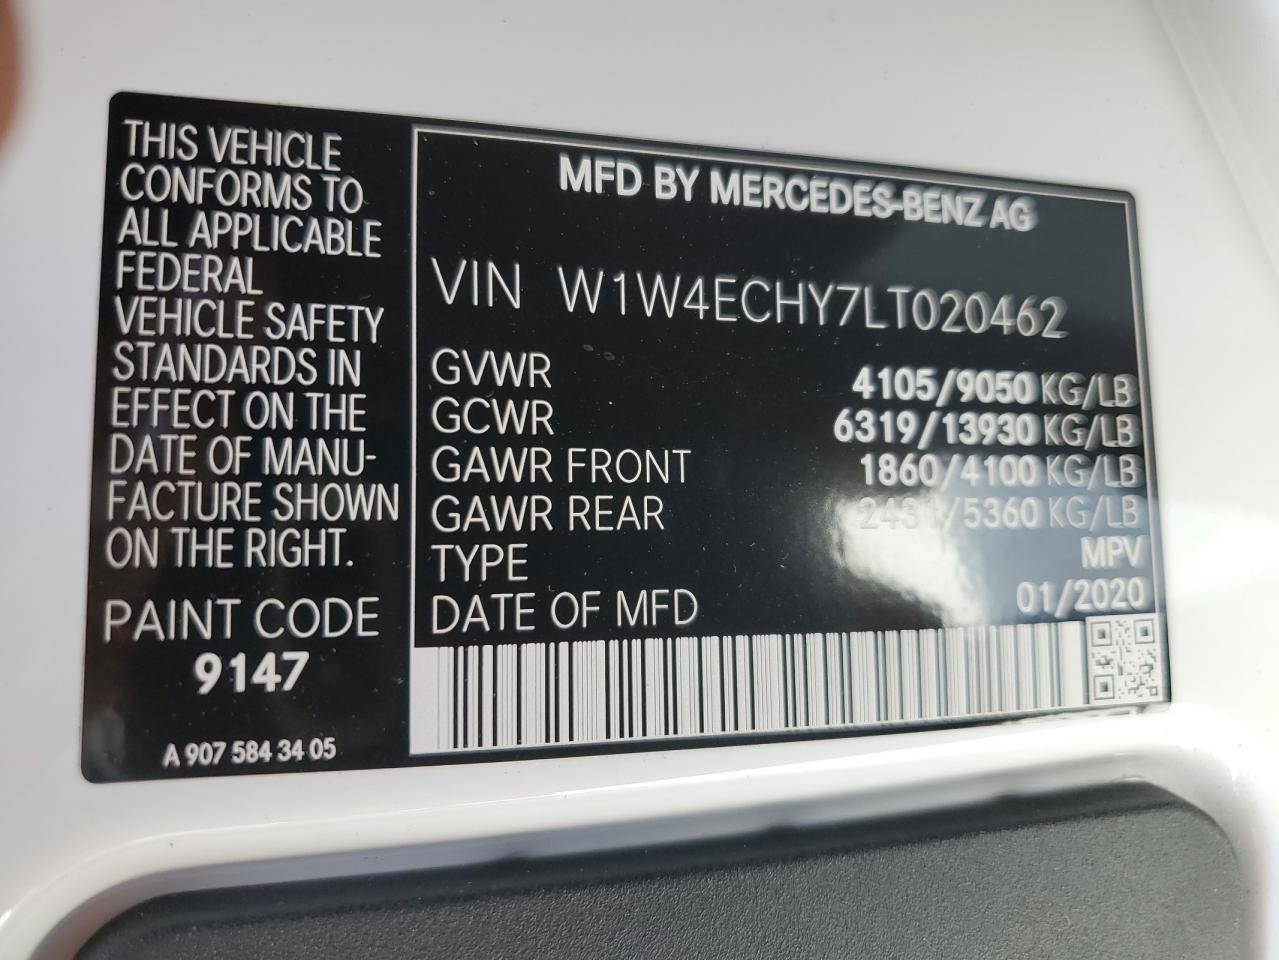 THIS VEHICLE
CONFORMS TO
ALL APPLICABLE
FEDERAL
VEHICLE SAFETY
STANDARDS IN
EFFECT ON THE
DATE OF MANU-
FACTURE SHOWN
ON THE RIGHT.
PAINT CODE
9147
A 907 584 34 05
MFD BY MERCEDES-BENZ AG
VIN W1W4ECHY7LT020462
GVWR 4105/9050 KG/LB
GCWR 6319/13930 KG/LB
GAWR FRONT 1860/4100 KG/LB
GAWR REAR 2431/5360 KG/LB
TYPE MPV
DATE OF MFD 01/2020